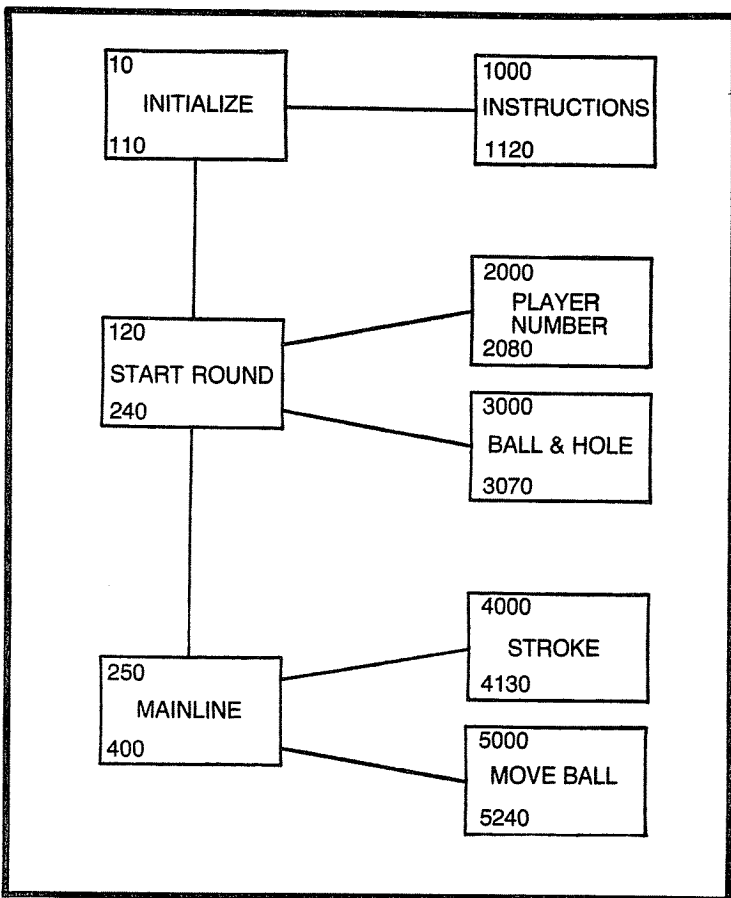 10
INITIALIZE
110
1000
INSTRUCTIONS
1120
120
START ROUND
240
2000
PLAYER
NUMBER
2080
3000
BALL & HOLE
3070
250
MAINLINE
400
4000
STROKE
4130
5000
MOVE BALL
5240